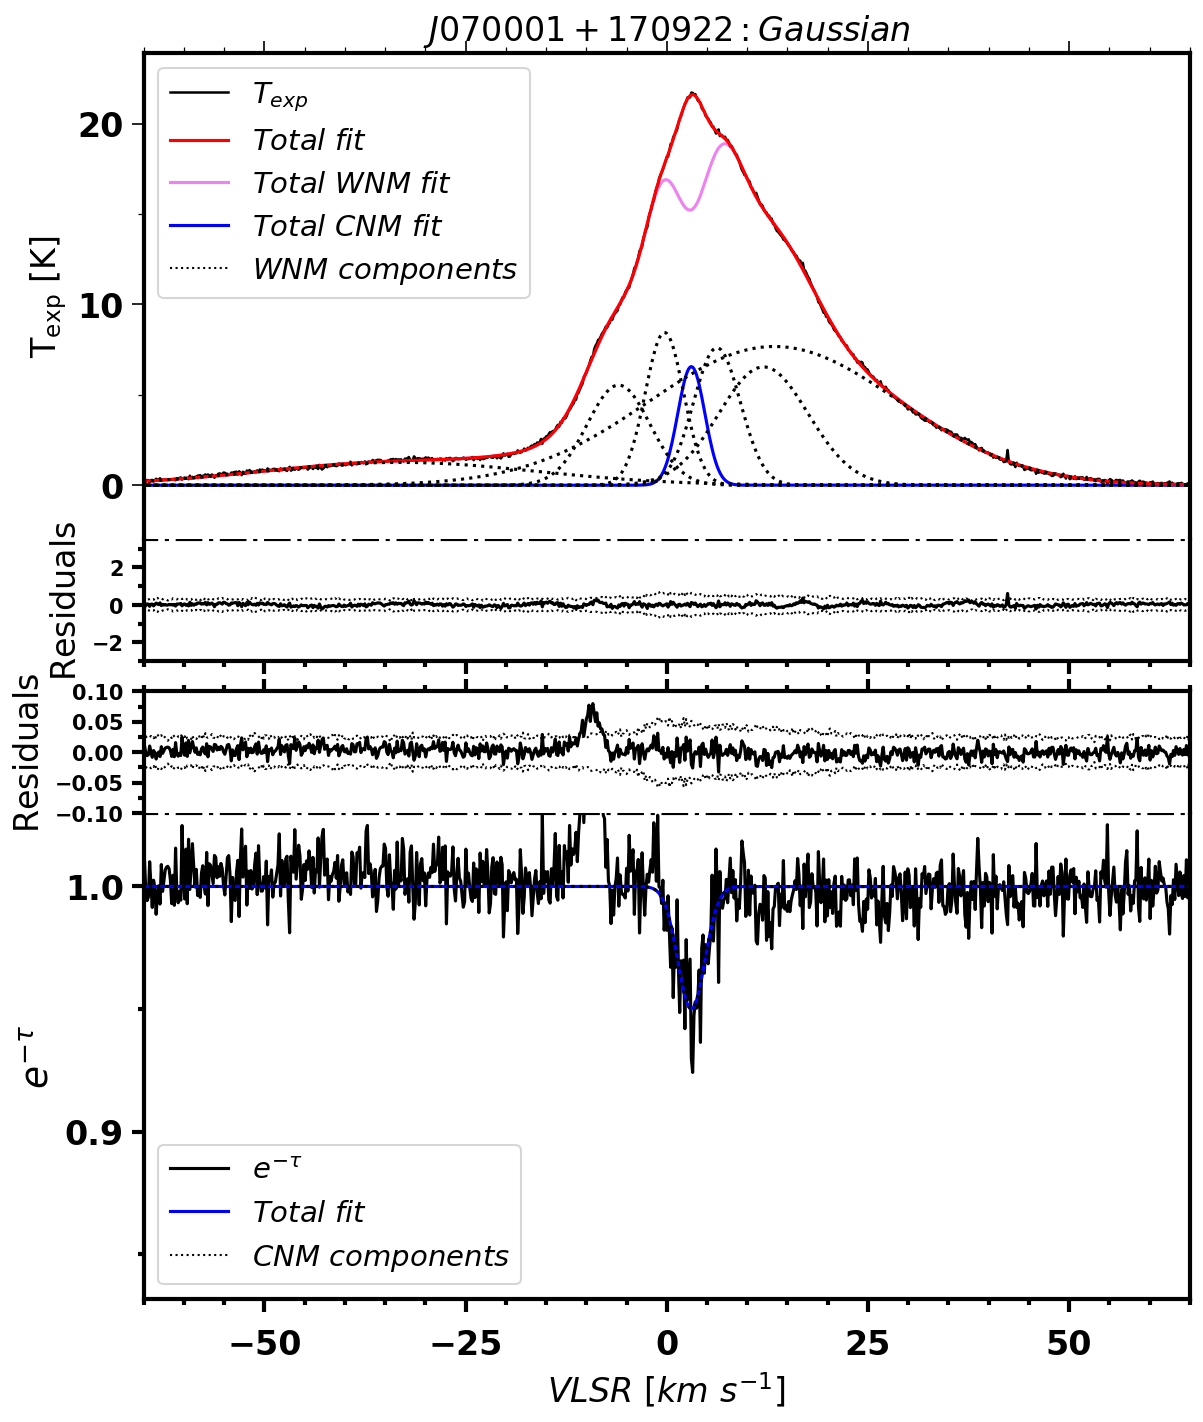 J070001 + 170922 : Gaussian
T_exp
Total fit
Total WNM fit
Total CNM fit
WNM components
T_exp [K]
20
10
0
Residuals
2
0
−2
Residuals
0.10
0.05
0.00
−0.05
−0.10
1.0
0.9
e^{−τ}
e^{−τ}
Total fit
CNM components
−50
−25
0
25
50
VLSR [km s^{−1}]